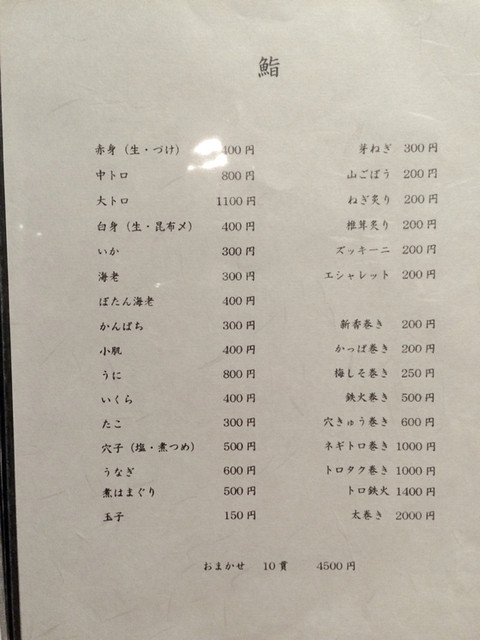 鮨
赤身（生・づけ） 400円
中トロ 800円
大トロ 1100円
白身（生・昆布〆） 400円
いか 300円
海老 300円
ぼたん海老 400円
かんぱち 300円
小肌 400円
うに 800円
いくら 400円
たこ 300円
穴子（塩・煮つめ） 500円
うなぎ 600円
煮はまぐり 500円
玉子 150円
芽ねぎ 300円
山ごぼう 200円
ねぎ炙り 200円
椎茸炙り 200円
ズッキーニ 200円
エシャレット 200円
新香巻き 200円
かっぱ巻き 200円
梅しそ巻き 250円
鉄火巻き 500円
穴きゅう巻き 600円
ネギトロ巻き 1000円
トロタク巻き 1000円
トロ鉄火 1400円
太巻き 2000円
おまかせ 10貫 4500円